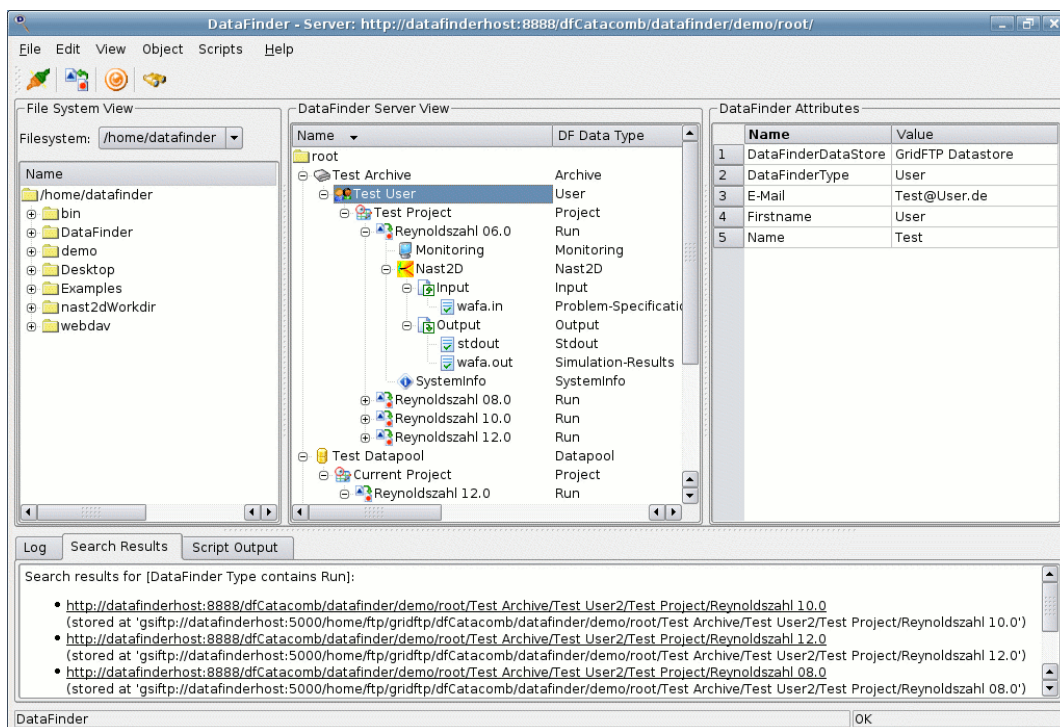 DataFinder - Server: http://datafinderhost:8888/dfCatacomb/datafinder/demo/root/
File Edit View Object Scripts Help
File System View
Filesystem: /home/datafinder
Name
/home/datafinder
bin
DataFinder
demo
Desktop
Examples
nast2dWorkdir
webdav
DataFinder Server View
Name DF Data Type
root
Test Archive Archive
Test User User
Test Project Project
Reynoldszahl 06.0 Run
Monitoring Monitoring
Nast2D Nast2D
Input Input
wafa.in Problem-Specificatio
Output Output
stdout Stdout
wafa.out Simulation-Results
SystemInfo SystemInfo
Reynoldszahl 08.0 Run
Reynoldszahl 10.0 Run
Reynoldszahl 12.0 Run
Test Datapool Datapool
Current Project Project
Reynoldszahl 12.0 Run
DataFinder Attributes
Name Value
1 DataFinderDataStore GridFTP Datastore
2 DataFinderType User
3 E-Mail Test@User.de
4 Firstname User
5 Name Test
Log Search Results Script Output
Search results for [DataFinder Type contains Run]:
• http://datafinderhost:8888/dfCatacomb/datafinder/demo/root/Test Archive/Test User2/Test Project/Reynoldszahl 10.0
(stored at 'gsiftp://datafinderhost:5000/home/ftp/gridftp/dfCatacomb/datafinder/demo/root/Test Archive/Test User2/Test Project/Reynoldszahl 10.0')
• http://datafinderhost:8888/dfCatacomb/datafinder/demo/root/Test Archive/Test User2/Test Project/Reynoldszahl 12.0
(stored at 'gsiftp://datafinderhost:5000/home/ftp/gridftp/dfCatacomb/datafinder/demo/root/Test Archive/Test User2/Test Project/Reynoldszahl 12.0')
• http://datafinderhost:8888/dfCatacomb/datafinder/demo/root/Test Archive/Test User2/Test Project/Reynoldszahl 08.0
(stored at 'gsiftp://datafinderhost:5000/home/ftp/gridftp/dfCatacomb/datafinder/demo/root/Test Archive/Test User2/Test Project/Reynoldszahl 08.0')
DataFinder OK